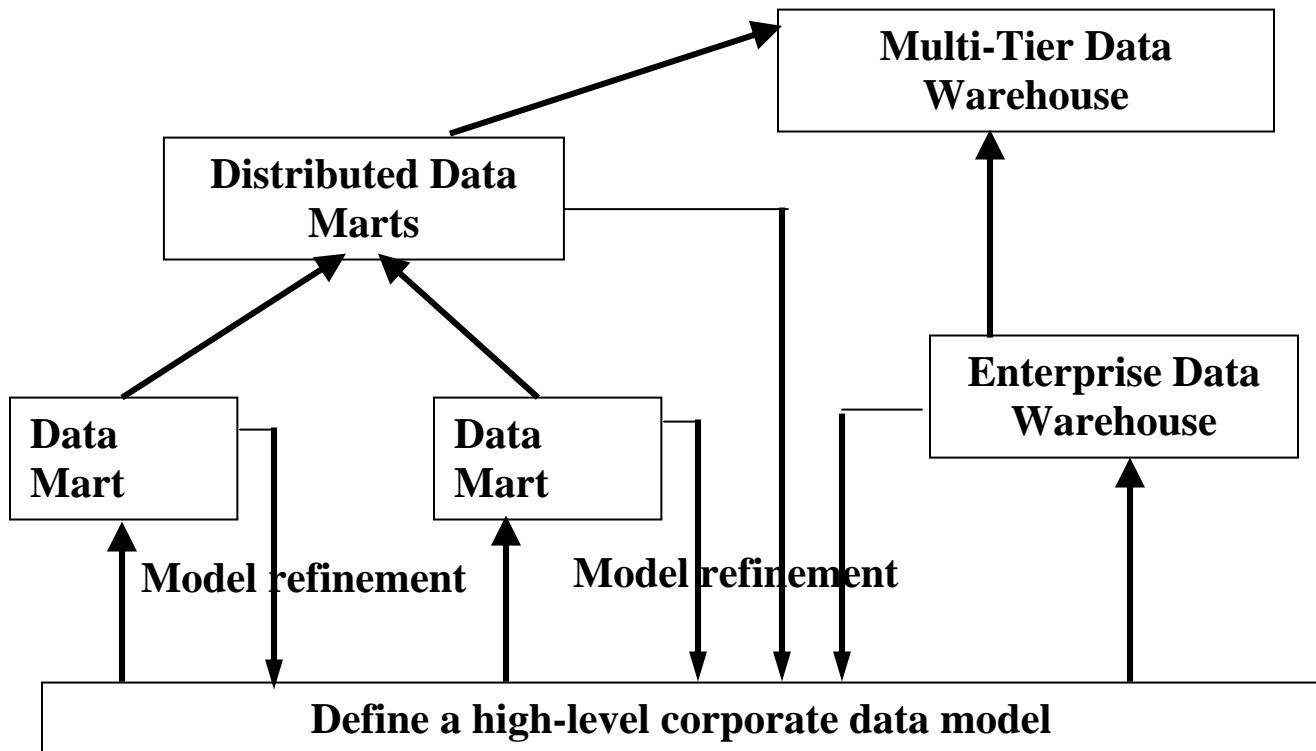 Multi-Tier Data
Warehouse
Distributed Data
Marts
Enterprise Data
Warehouse
Data
Mart
Data
Mart
Model refinement
Model refinement
Define a high-level corporate data model